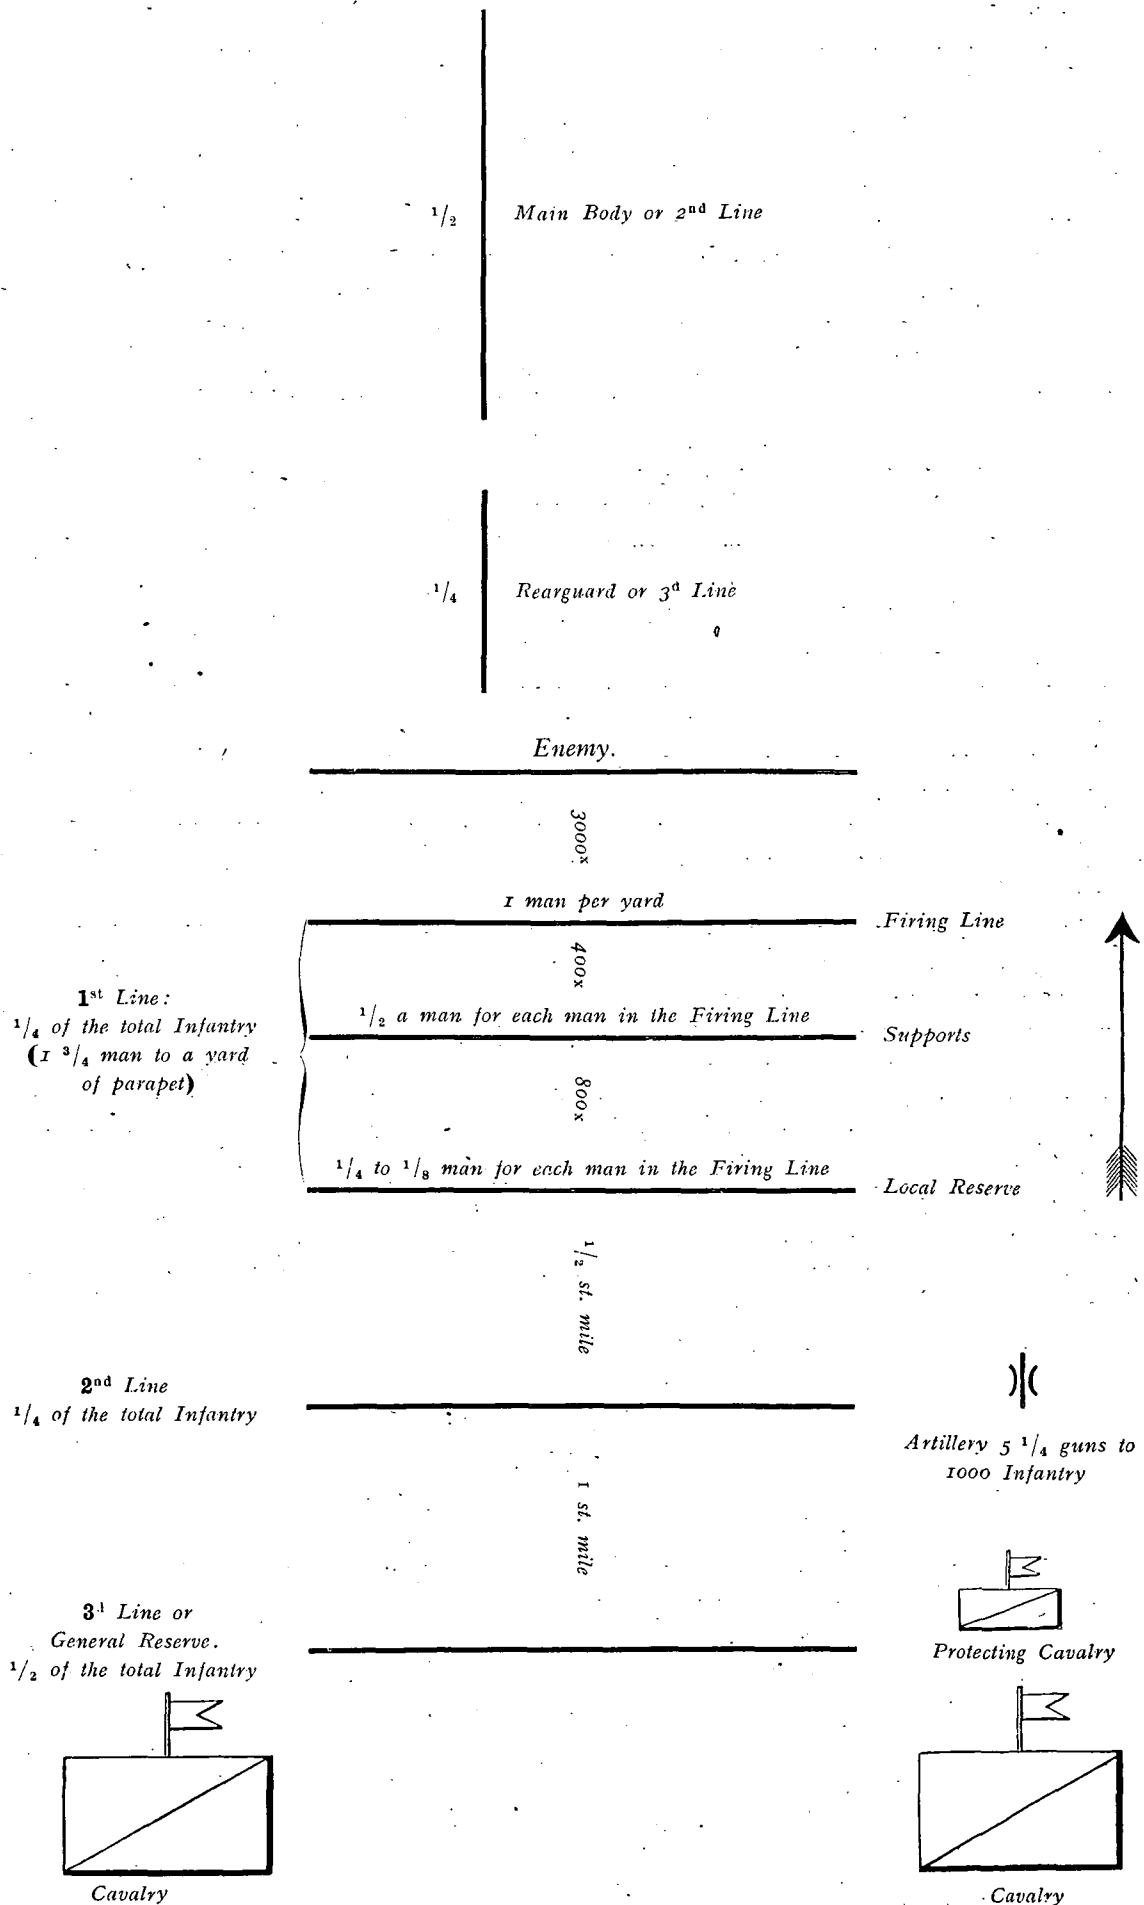 1/2 Main Body or 2nd Line
1/4 Rearguard or 3d Line
Enemy.
3000x
1 man per yard
Firing Line
400x
1st Line:
1/4 of the total Infantry
(1 3/4 man to a yard
of parapet)
1/2 a man for each man in the Firing Line
Supports
800x
1/4 to 1/8 man for each man in the Firing Line
Local Reserve
1/2 st. mile
2nd Line
1/4 of the total Infantry
Artillery 5 1/4 guns to
1000 Infantry
1 st. mile
3d Line or
General Reserve.
1/2 of the total Infantry
Protecting Cavalry
Cavalry
Cavalry